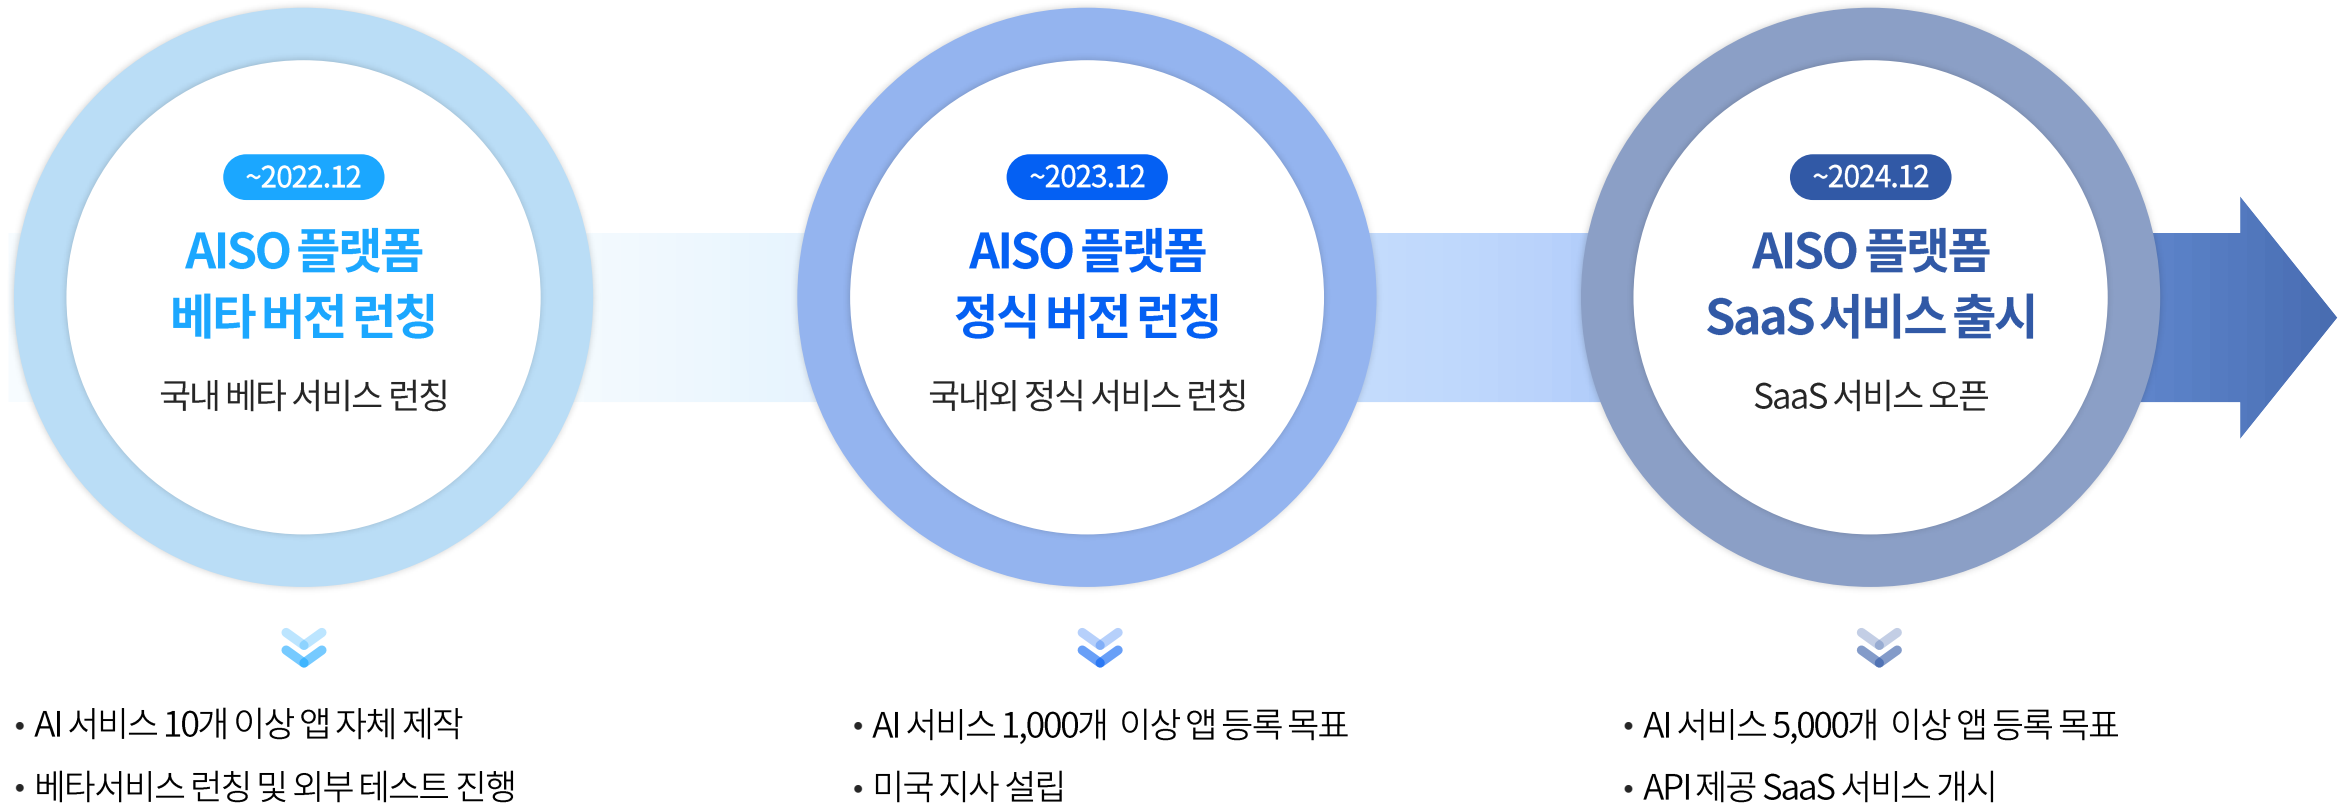 ~2022.12
AISO 플랫폼
베타 버전 런칭
국내 베타 서비스 런칭
• AI 서비스 10개 이상 앱 자체 제작
• 베타서비스 런칭 및 외부 테스트 진행
~2023.12
AISO 플랫폼
정식 버전 런칭
국내외 정식 서비스 런칭
• AI 서비스 1,000개 이상 앱 등록 목표
• 미국 지사 설립
~2024.12
AISO 플랫폼
SaaS 서비스 출시
SaaS 서비스 오픈
• AI 서비스 5,000개 이상 앱 등록 목표
• API 제공 SaaS 서비스 개시